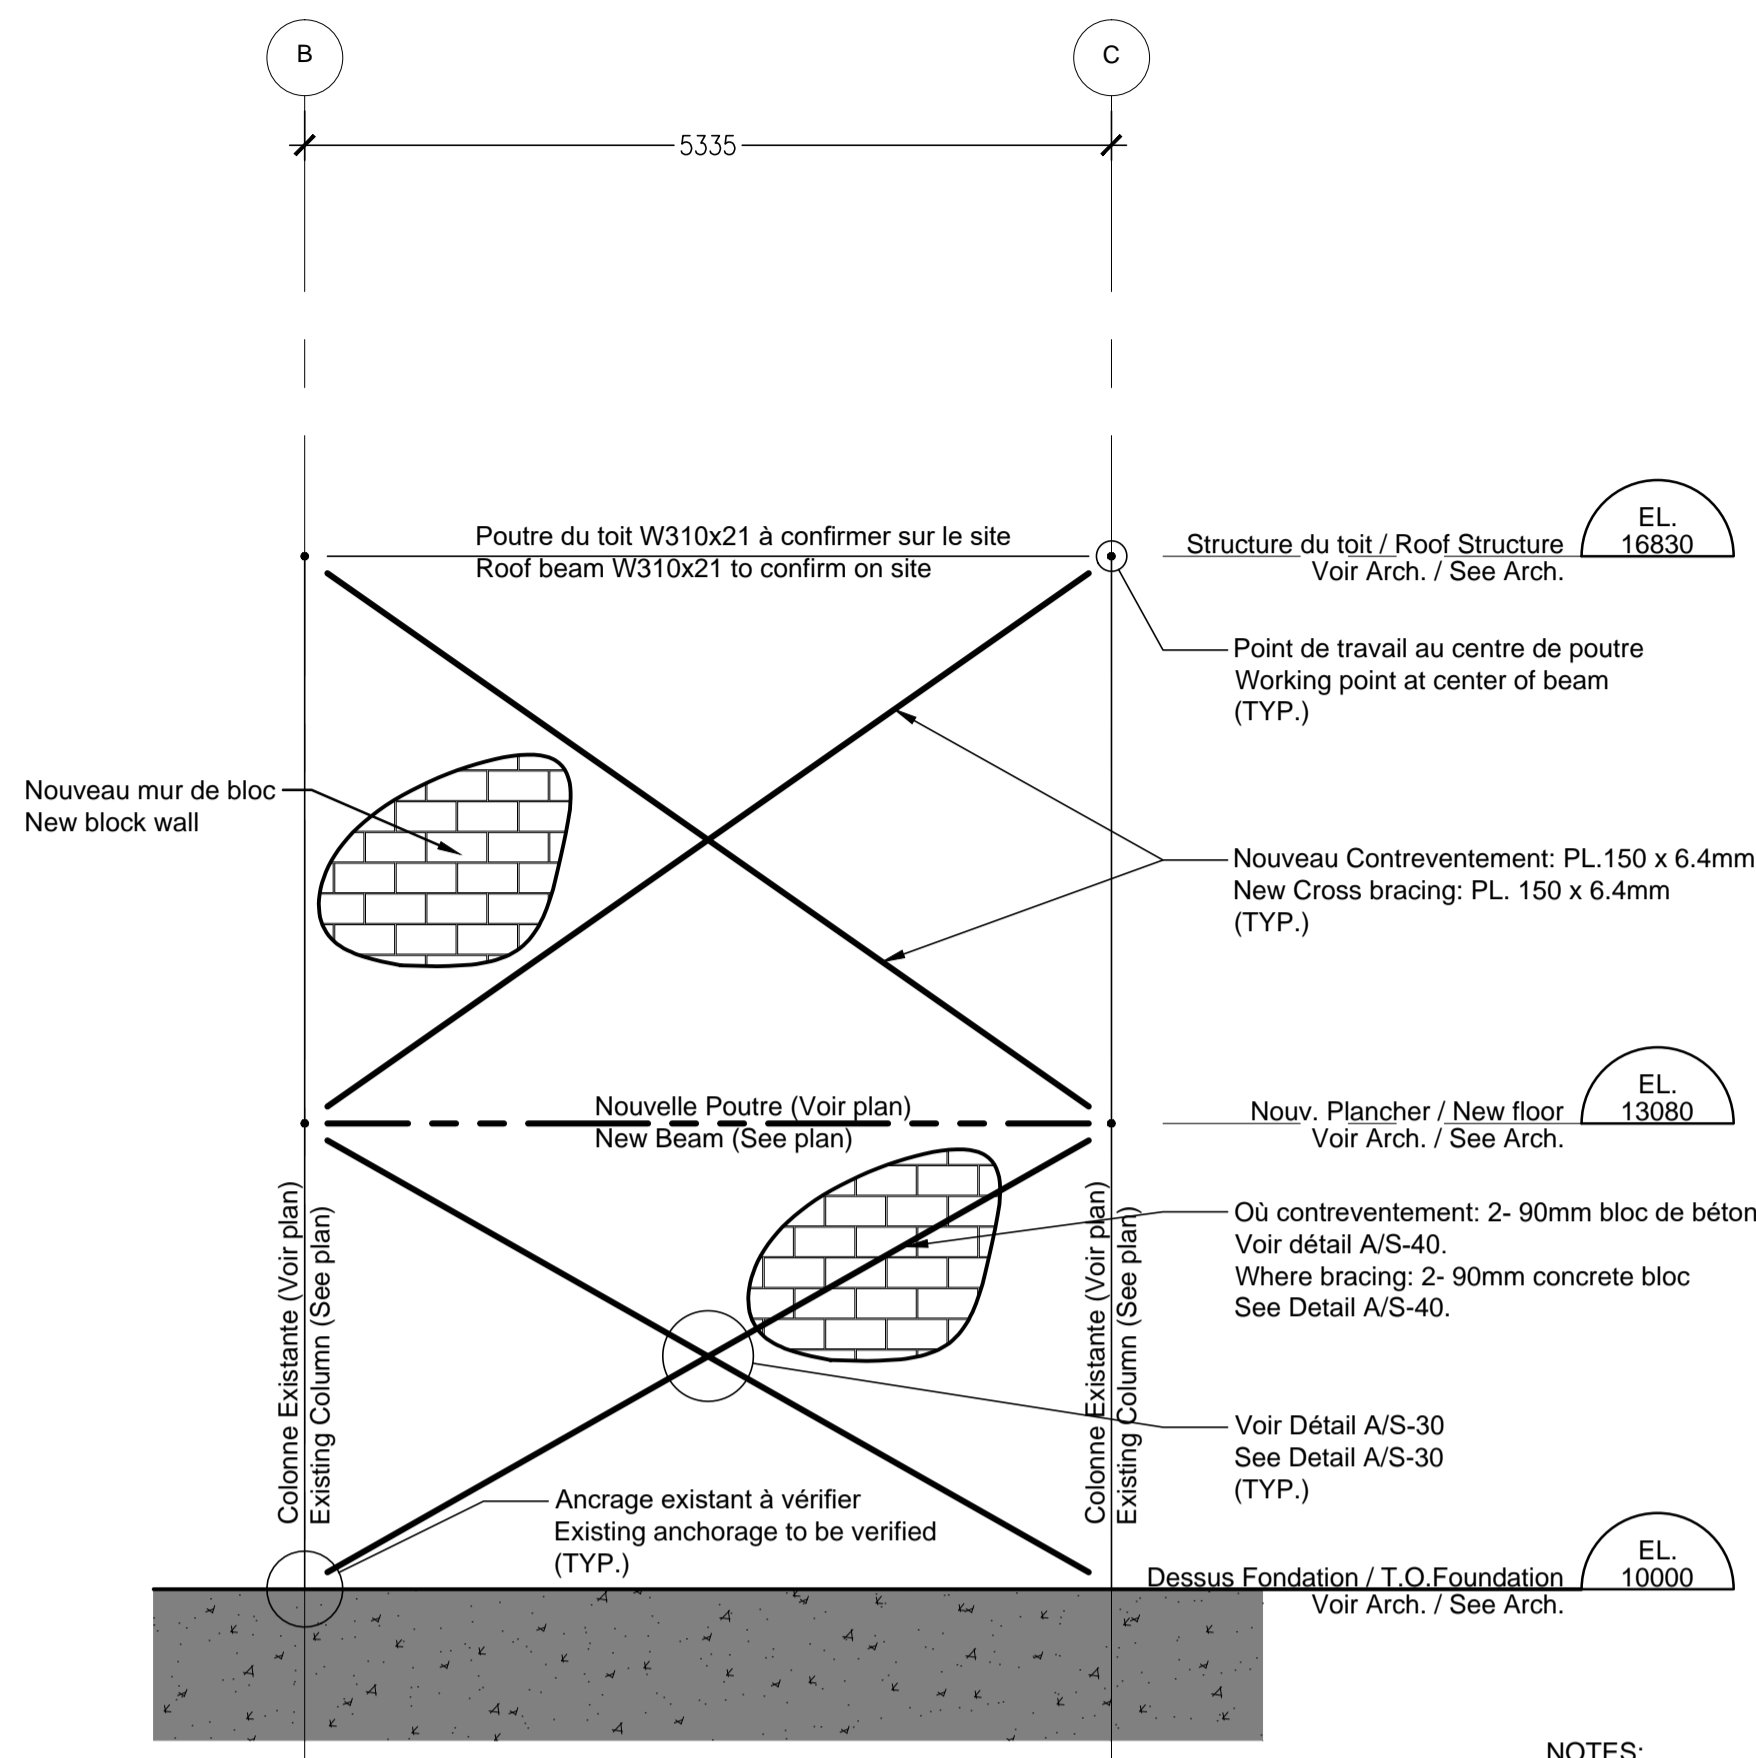 B
C
5335
Poutre du toit W310x21 à confirmer sur le site
Roof beam W310x21 to confirm on site
Structure du toit / Roof Structure
Voir Arch. / See Arch.
EL.
16830
Point de travail au centre de poutre
Working point at center of beam
(TYP.)
Nouveau mur de bloc
New block wall
Nouveau Contreventement: PL.150 x 6.4mm
New Cross bracing: PL. 150 x 6.4mm
(TYP.)
Nouvelle Poutre (Voir plan)
New Beam (See plan)
Nouv. Plancher / New floor
Voir Arch. / See Arch.
EL.
13080
Colonne Existante (Voir plan)
Existing Column (See plan)
Colonne Existante (Voir plan)
Existing Column (See plan)
Où contreventement: 2- 90mm bloc de béton
Voir détail A/S-40.
Where bracing: 2- 90mm concrete bloc
See Detail A/S-40.
Voir Détail A/S-30
See Detail A/S-30
(TYP.)
Ancrage existant à vérifier
Existing anchorage to be verified
(TYP.)
Dessus Fondation / T.O.Foundation
Voir Arch. / See Arch.
EL.
10000
NOTES: